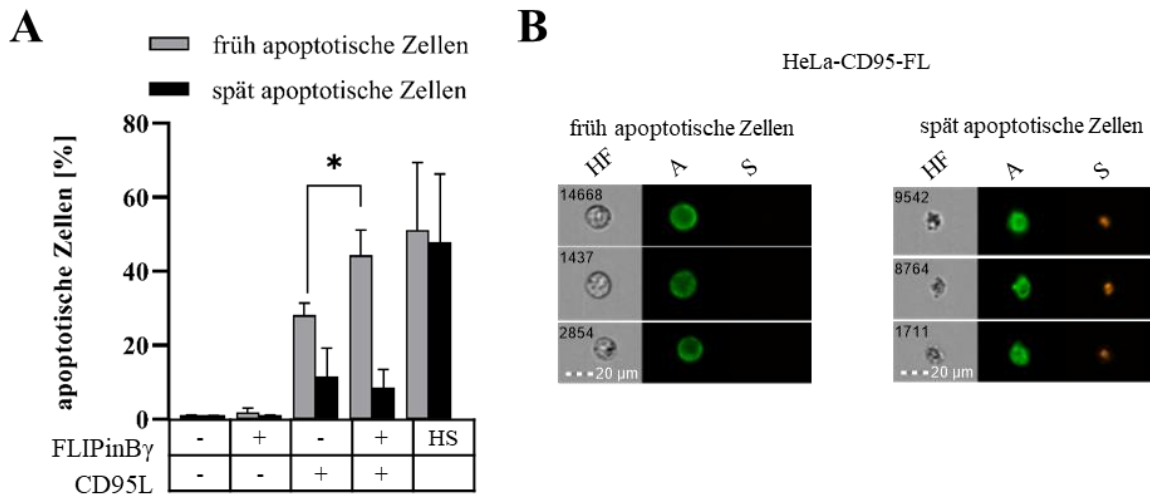 A
früh apoptotische Zellen
spät apoptotische Zellen
apoptotische Zellen [%]
80
60
40
20
0
*
FLIPinBγ - + - + HS
CD95L - - + +
B
HeLa-CD95-FL
früh apoptotische Zellen
HF A S
14668
1437
2854
20 µm
spät apoptotische Zellen
HF A S
9542
8764
1711
20 µm